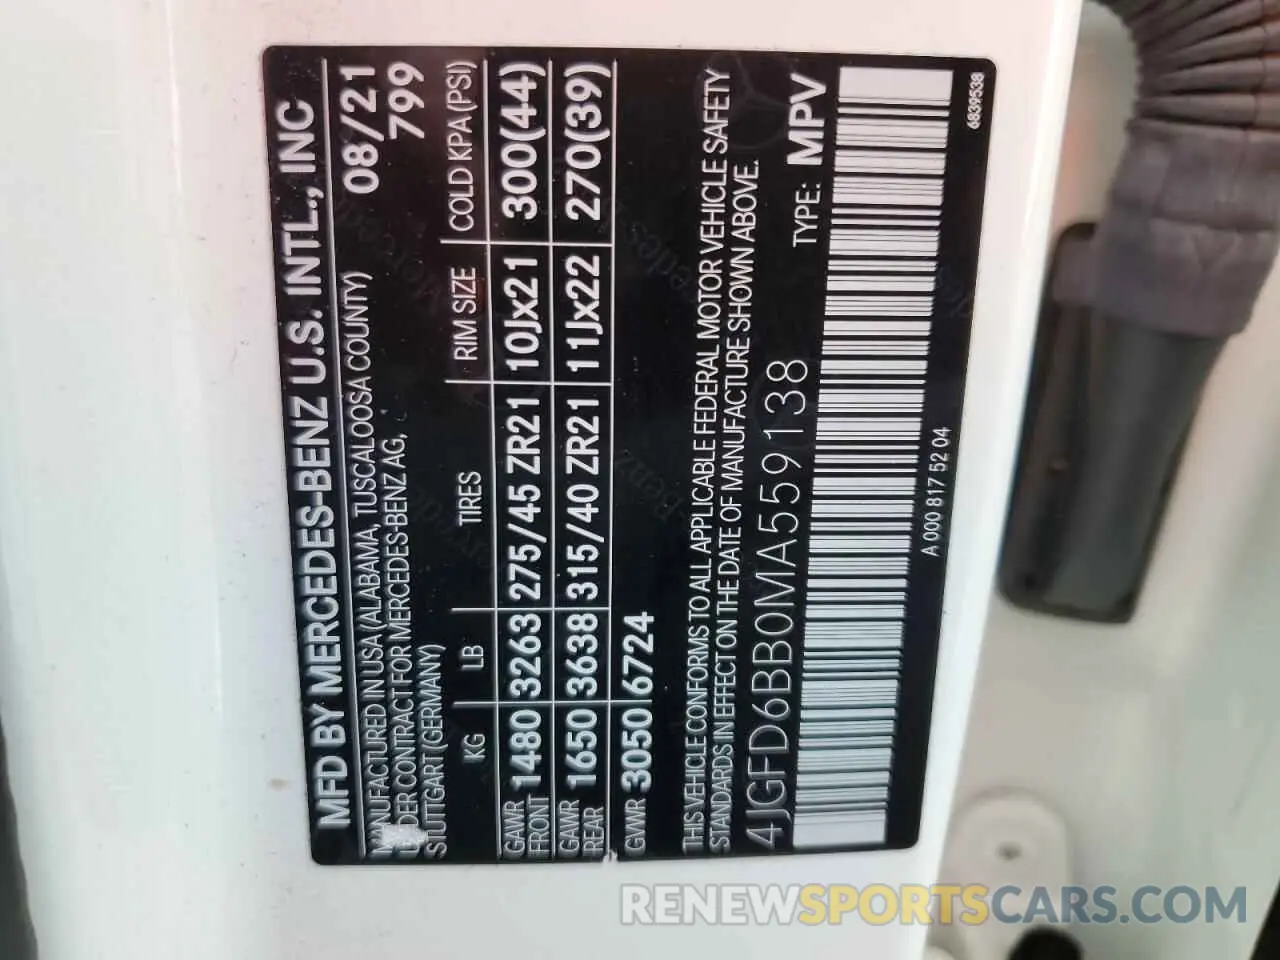 MFD BY MERCEDES-BENZ U.S. INTL., INC
MANUFACTURED IN USA (ALABAMA, TUSCALOOSA COUNTY) 08/21
UNDER CONTRACT FOR MERCEDES-BENZ AG, 799
STUTTGART (GERMANY)
KG LB TIRES RIM SIZE COLD KPA (PSI)
GAWR FRONT 1480 3263 275/45 ZR21 10Jx21 300(44)
GAWR REAR 1650 3638 315/40 ZR21 11Jx22 270(39)
GVWR 3050 6724
THIS VEHICLE CONFORMS TO ALL APPLICABLE FEDERAL MOTOR VEHICLE SAFETY
STANDARDS IN EFFECT ON THE DATE OF MANUFACTURE SHOWN ABOVE.
4JGFD6BB0MA559138 TYPE: MPV
A 000 817 52 04
6839538
RENEWSPORTSCARS.COM